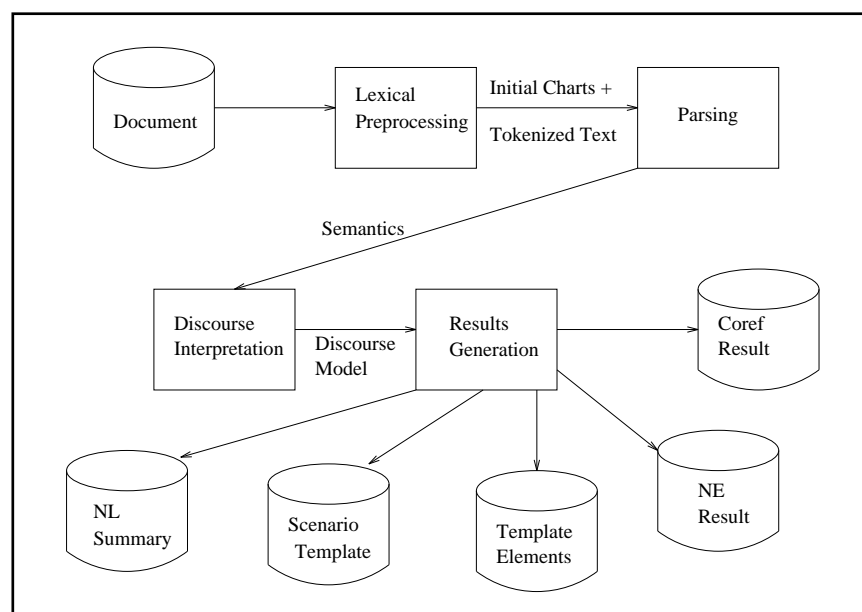 Document
Lexical
Preprocessing
Initial Charts +
Tokenized Text
Parsing
Semantics
Discourse
Interpretation
Discourse
Model
Results
Generation
Coref
Result
NL
Summary
Scenario
Template
Template
Elements
NE
Result